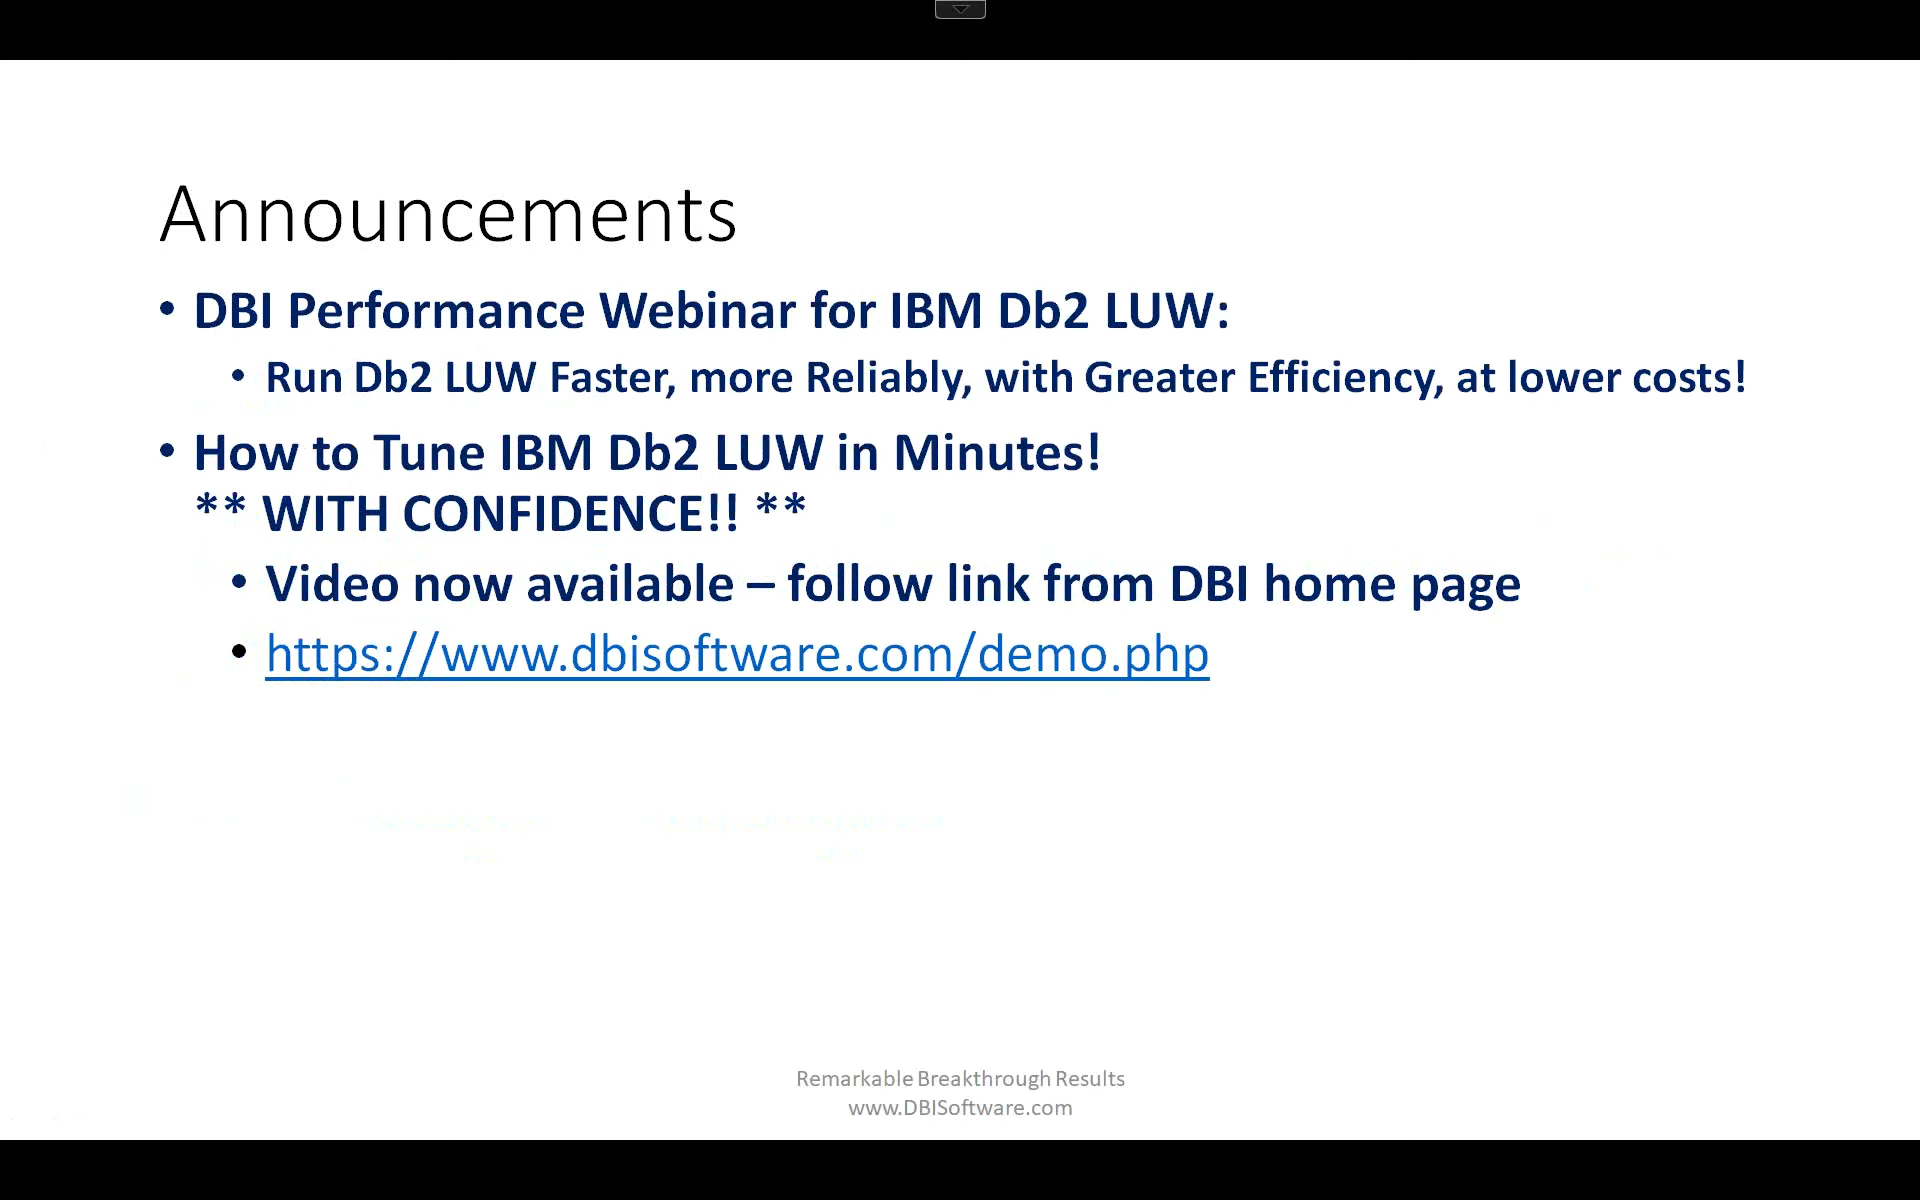 Announcements
• DBI Performance Webinar for IBM Db2 LUW:
• Run Db2 LUW Faster, more Reliably, with Greater Efficiency, at lower costs!
• How to Tune IBM Db2 LUW in Minutes!
** WITH CONFIDENCE!! **
• Video now available – follow link from DBI home page
• https://www.dbisoftware.com/demo.php
Remarkable Breakthrough Results
www.DBISoftware.com